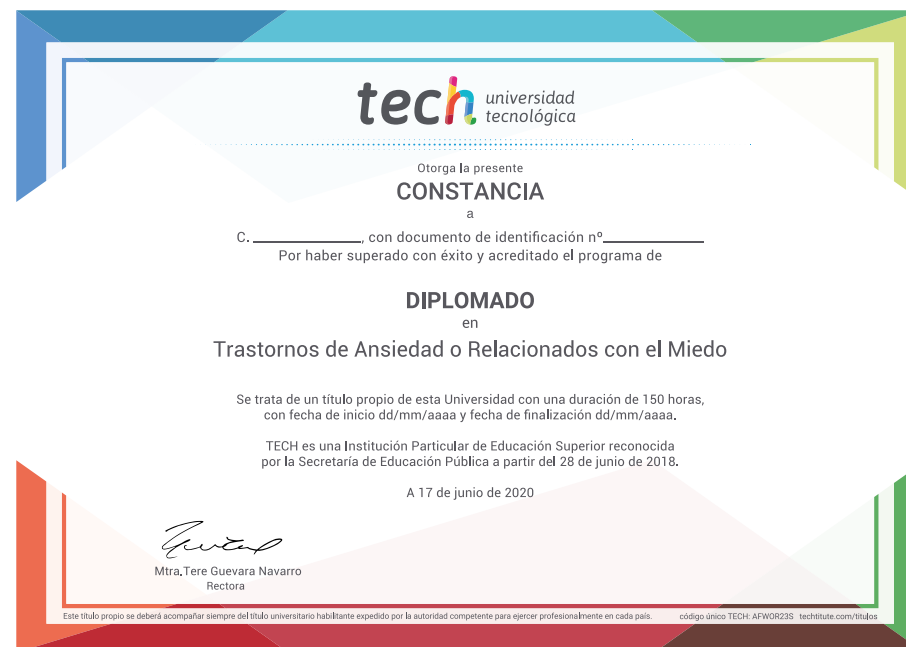 tech universidad
tecnológica
Otorga la presente
CONSTANCIA
a
C. ____________, con documento de identificación nº____________
Por haber superado con éxito y acreditado el programa de
DIPLOMADO
en
Trastornos de Ansiedad o Relacionados con el Miedo
Se trata de un título propio de esta Universidad con una duración de 150 horas,
con fecha de inicio dd/mm/aaaa y fecha de finalización dd/mm/aaaa.
TECH es una Institución Particular de Educación Superior reconocida
por la Secretaría de Educación Pública a partir del 28 de junio de 2018.
A 17 de junio de 2020
Mtra.Tere Guevara Navarro
Rectora
Este título propio se deberá acompañar siempre del título universitario habilitante expedido por la autoridad competente para ejercer profesionalmente en cada país. código único TECH: AFWOR23S techtitute.com/titulos